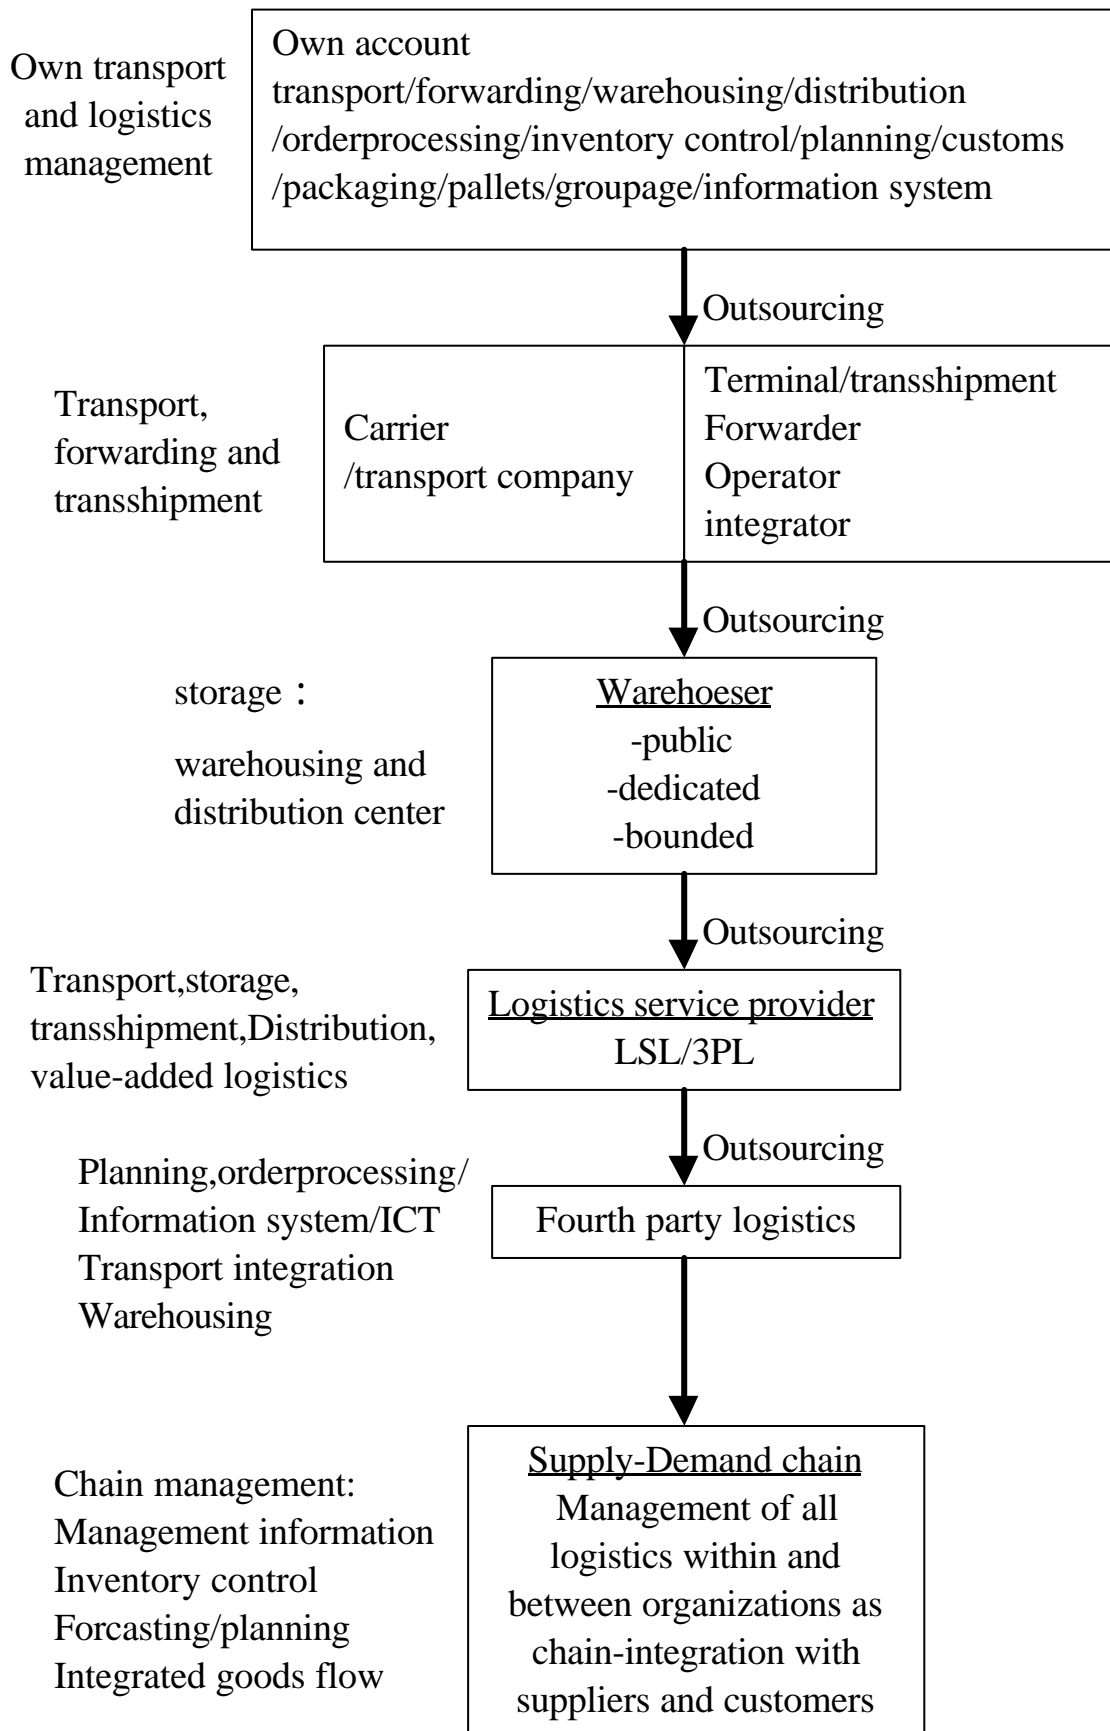 Own transport
and logistics
management
Own account
transport/forwarding/warehousing/distribution
/orderprocessing/inventory control/planning/customs
/packaging/pallets/groupage/information system
Outsourcing
Transport,
forwarding and
transshipment
Carrier
/transport company
Terminal/transshipment
Forwarder
Operator
integrator
Outsourcing
storage：
warehousing and
distribution center
Warehoeser
-public
-dedicated
-bounded
Outsourcing
Transport,storage,
transshipment,Distribution,
value-added logistics
Logistics service provider
LSL/3PL
Outsourcing
Planning,orderprocessing/
Information system/ICT
Transport integration
Warehousing
Fourth party logistics
Chain management:
Management information
Inventory control
Forcasting/planning
Integrated goods flow
Supply-Demand chain
Management of all
logistics within and
between organizations as
chain-integration with
suppliers and customers